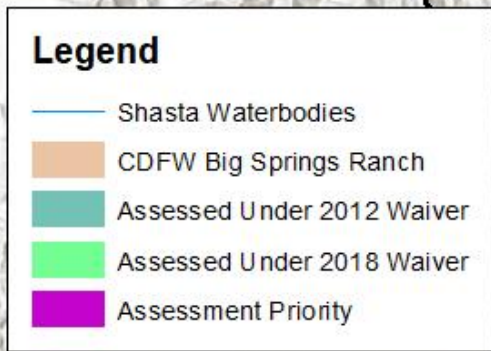 Legend
Shasta Waterbodies
CDFW Big Springs Ranch
Assessed Under 2012 Waiver
Assessed Under 2018 Waiver
Assessment Priority